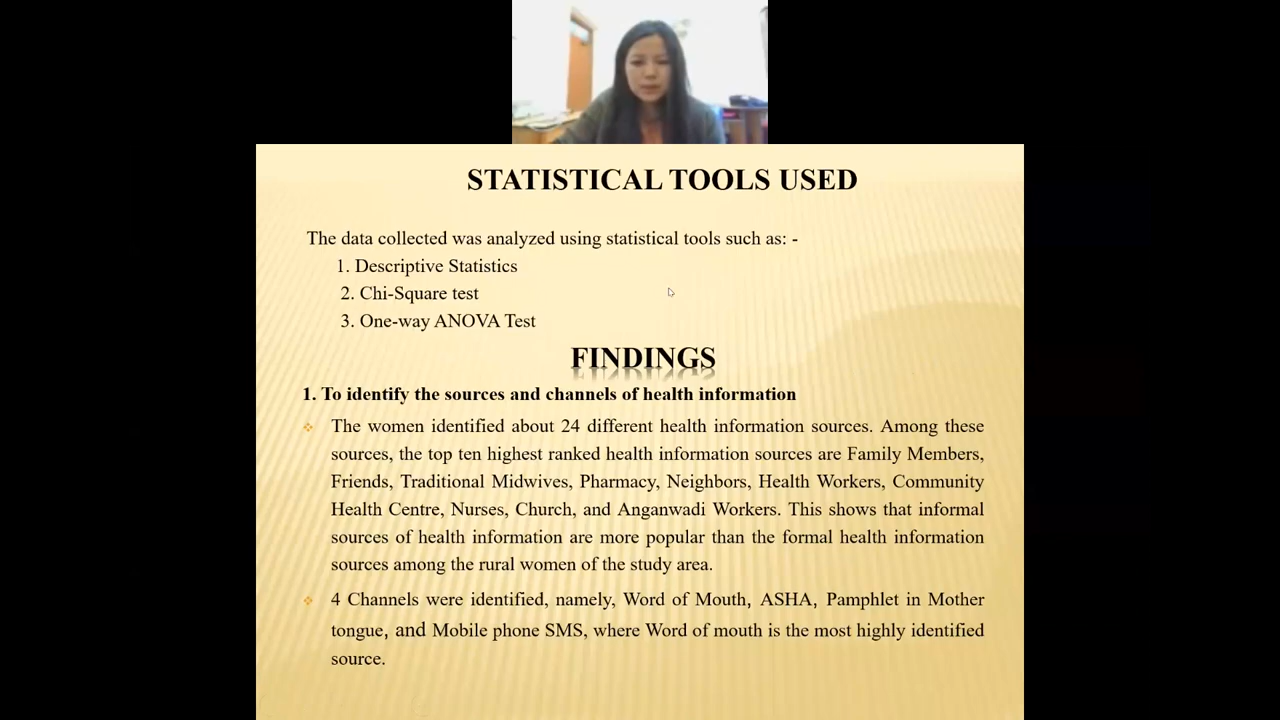 STATISTICAL TOOLS USED
The data collected was analyzed using statistical tools such as: -
1. Descriptive Statistics
2. Chi-Square test
3. One-way ANOVA Test
FINDINGS
1. To identify the sources and channels of health information
The women identified about 24 different health information sources. Among these
sources, the top ten highest ranked health information sources are Family Members,
Friends, Traditional Midwives, Pharmacy, Neighbors, Health Workers, Community
Health Centre, Nurses, Church, and Anganwadi Workers. This shows that informal
sources of health information are more popular than the formal health information
sources among the rural women of the study area.
4 Channels were identified, namely, Word of Mouth, ASHA, Pamphlet in Mother
tongue, and Mobile phone SMS, where Word of mouth is the most highly identified
source.